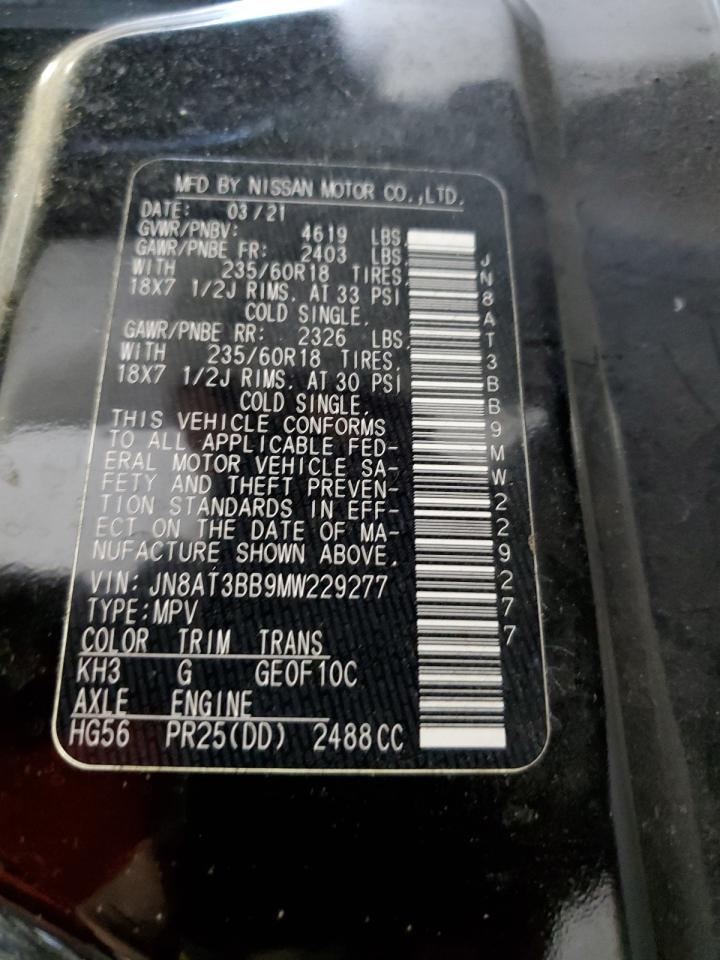 MFD BY NISSAN MOTOR CO.,LTD.
DATE: 03/21
GVWR/PNBV: 4619 LBS.
GAWR/PNBE FR: 2403 LBS.
WITH 235/60R18 TIRES.
18X7 1/2J RIMS. AT 33 PSI
COLD SINGLE.
GAWR/PNBE RR: 2326 LBS.
WITH 235/60R18 TIRES.
18X7 1/2J RIMS. AT 30 PSI
COLD SINGLE.
THIS VEHICLE CONFORMS
TO ALL APPLICABLE FED-
ERAL MOTOR VEHICLE SA-
FETY AND THEFT PREVEN-
TION STANDARDS IN EFF-
ECT ON THE DATE OF MA-
NUFACTURE SHOWN ABOVE.
VIN: JN8AT3BB9MW229277
TYPE:MPV
COLOR TRIM TRANS
KH3 G GE0F10C
AXLE ENGINE
HG56 PR25(DD) 2488CC
JN8AT3BB9MW229277